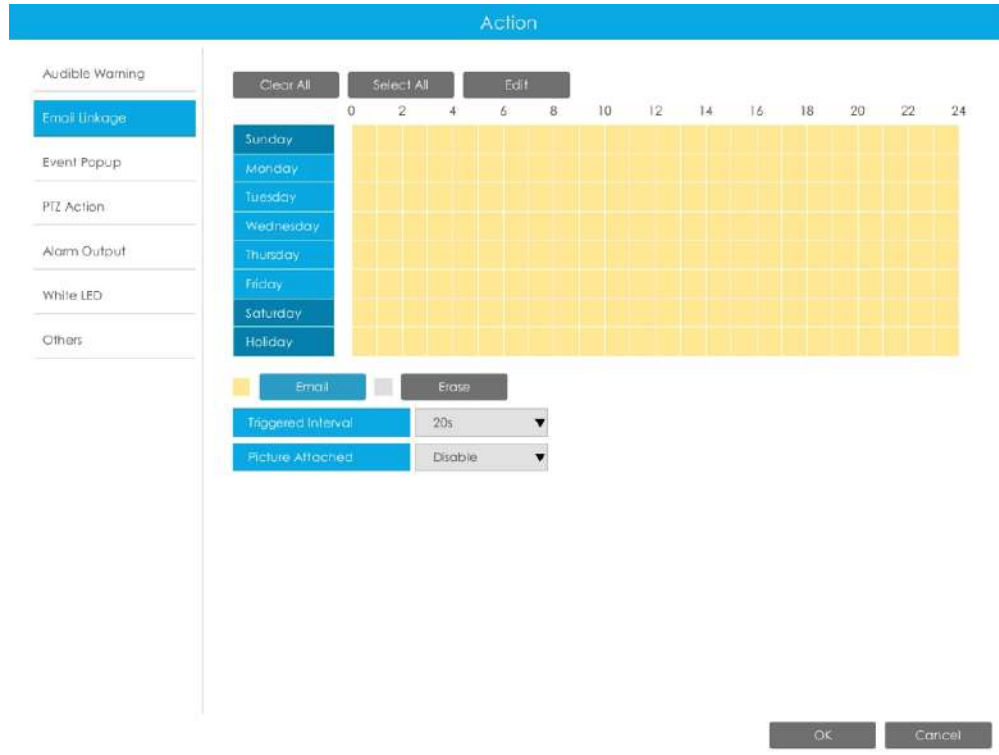 Action
Audible Warning
Email Linkage
Event Popup
PTZ Action
Alarm Output
White LED
Others
Clear All Select All Edit
0 2 4 6 8 10 12 14 16 18 20 22 24
Sunday
Monday
Tuesday
Wednesday
Thursday
Friday
Saturday
Holiday
Email Erase
Triggered Interval 20s
Picture Attached Disable
OK Cancel